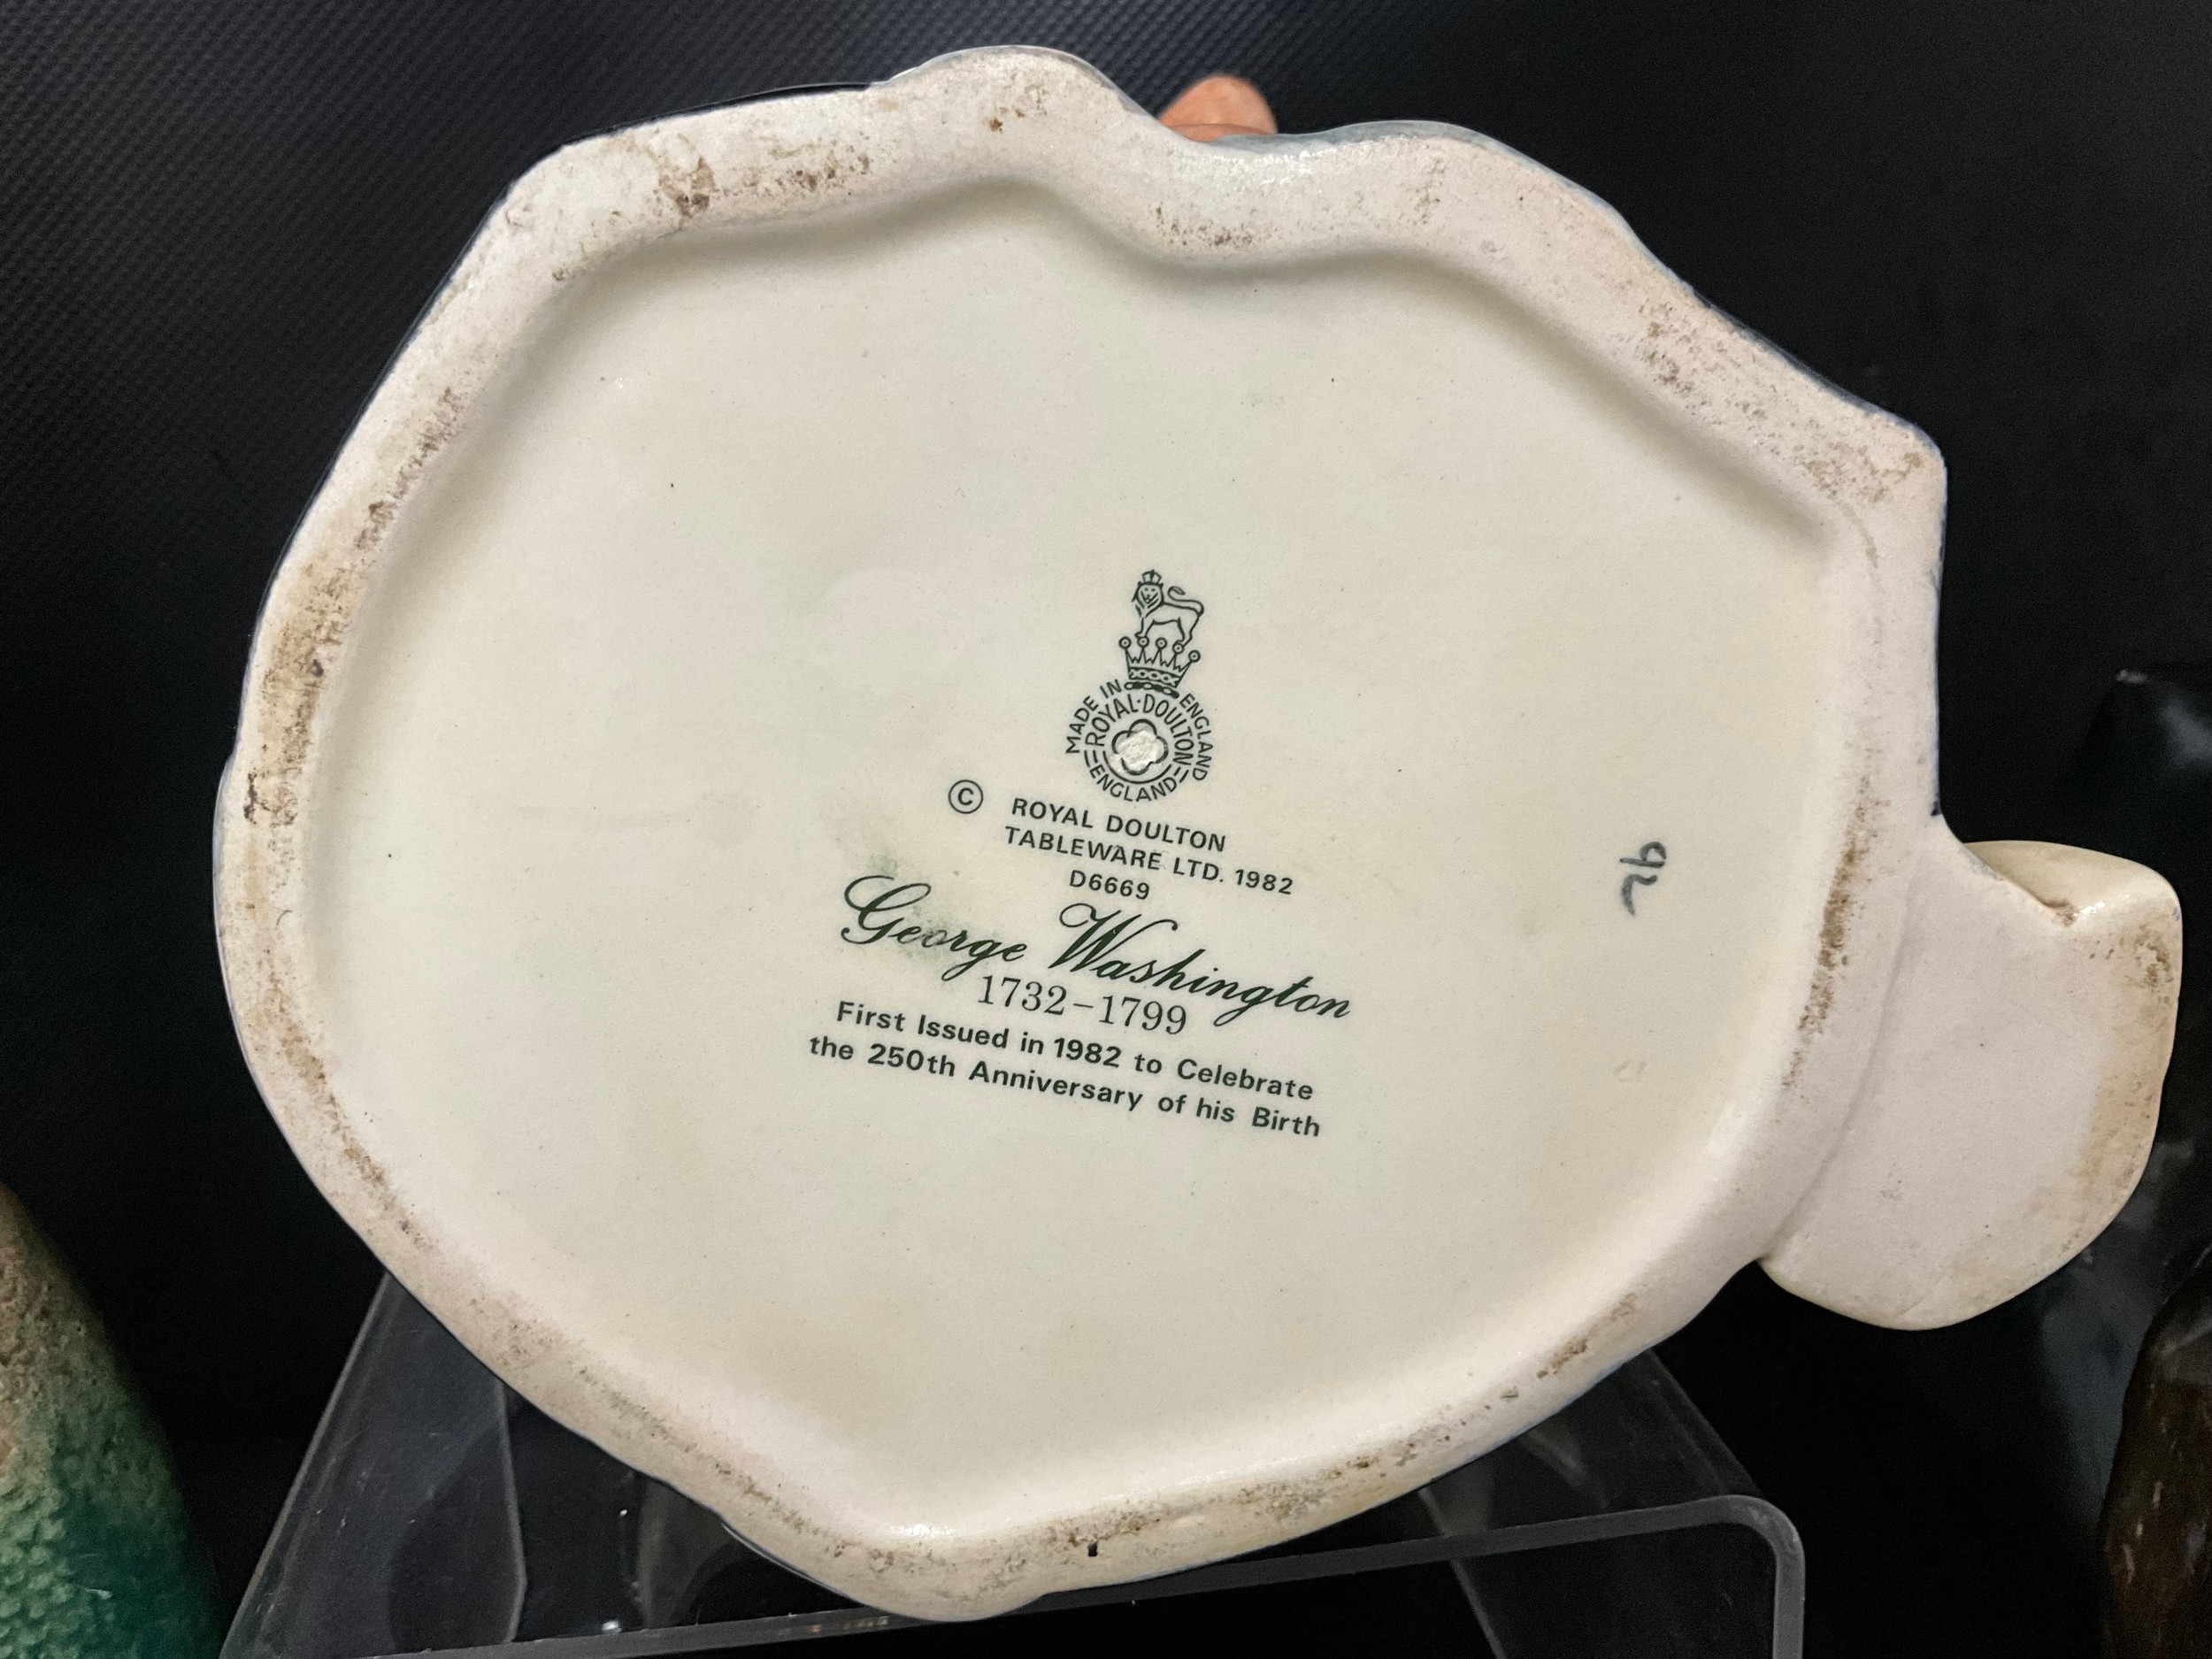 MADE IN ENGLAND
ROYAL·DOULTON
ENGLAND
© ROYAL DOULTON
TABLEWARE LTD. 1982
D6669
George Washington
1732–1799
First Issued in 1982 to Celebrate
the 250th Anniversary of his Birth